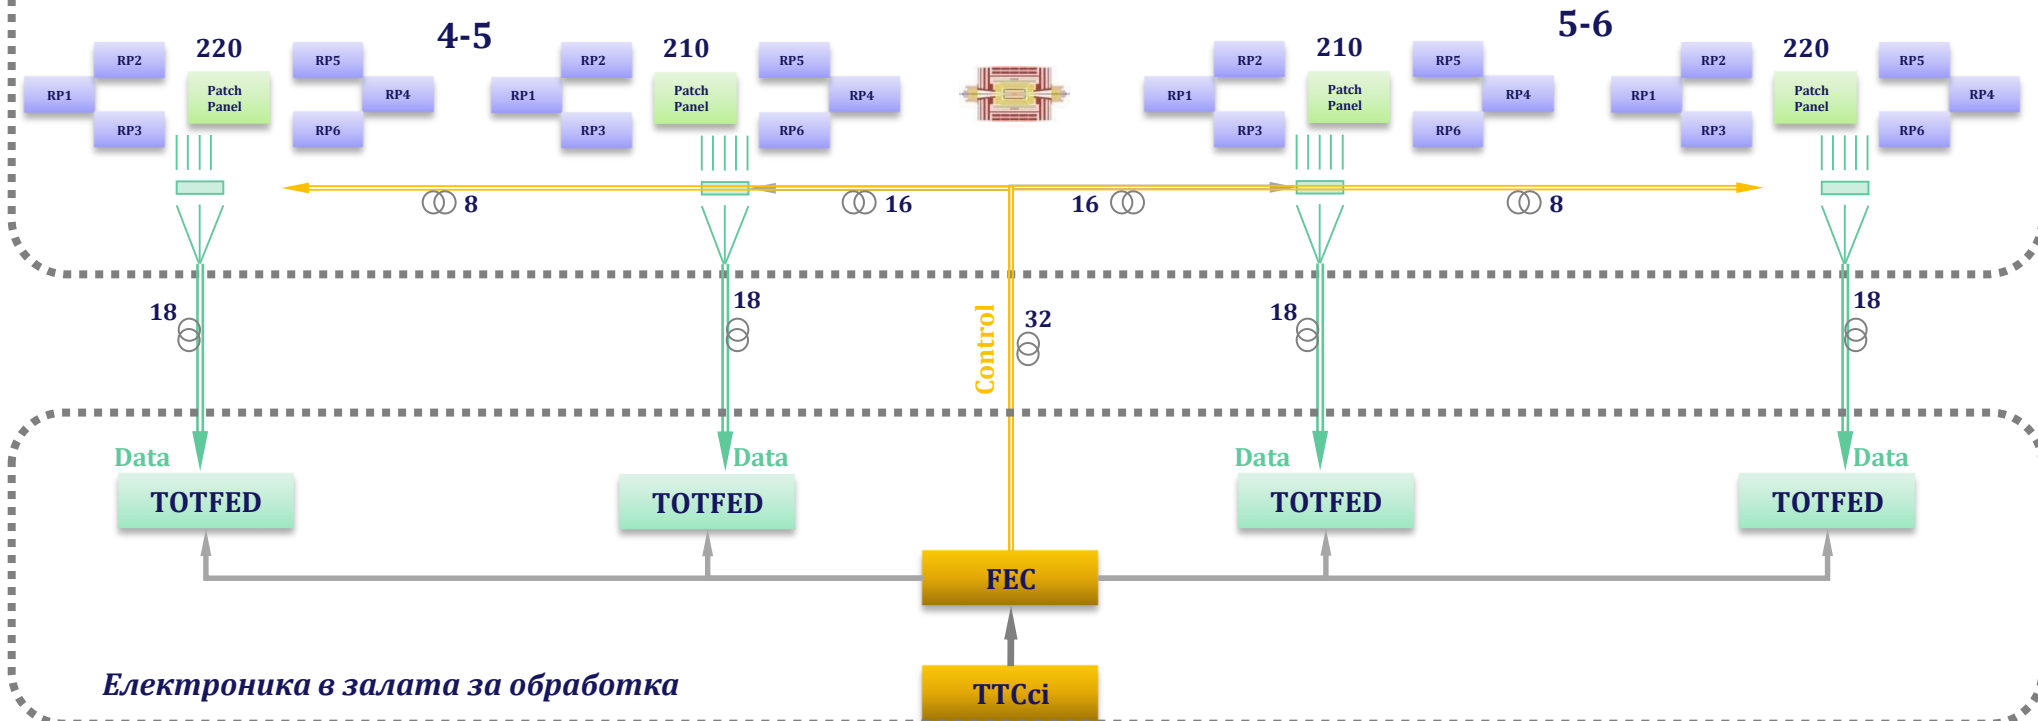 4-5
5-6
220
210
210
220
RP2
RP5
RP2
RP5
RP2
RP5
RP2
RP5
RP1
Patch
Panel
RP4
RP1
Patch
Panel
RP4
RP1
Patch
Panel
RP4
RP1
Patch
Panel
RP4
RP3
RP6
RP3
RP6
RP3
RP6
RP3
RP6
8
16
16
8
18
18
Control
32
18
18
Data
Data
Data
Data
TOTFED
TOTFED
TOTFED
TOTFED
FEC
Електроника в залата за обработка
TTCci